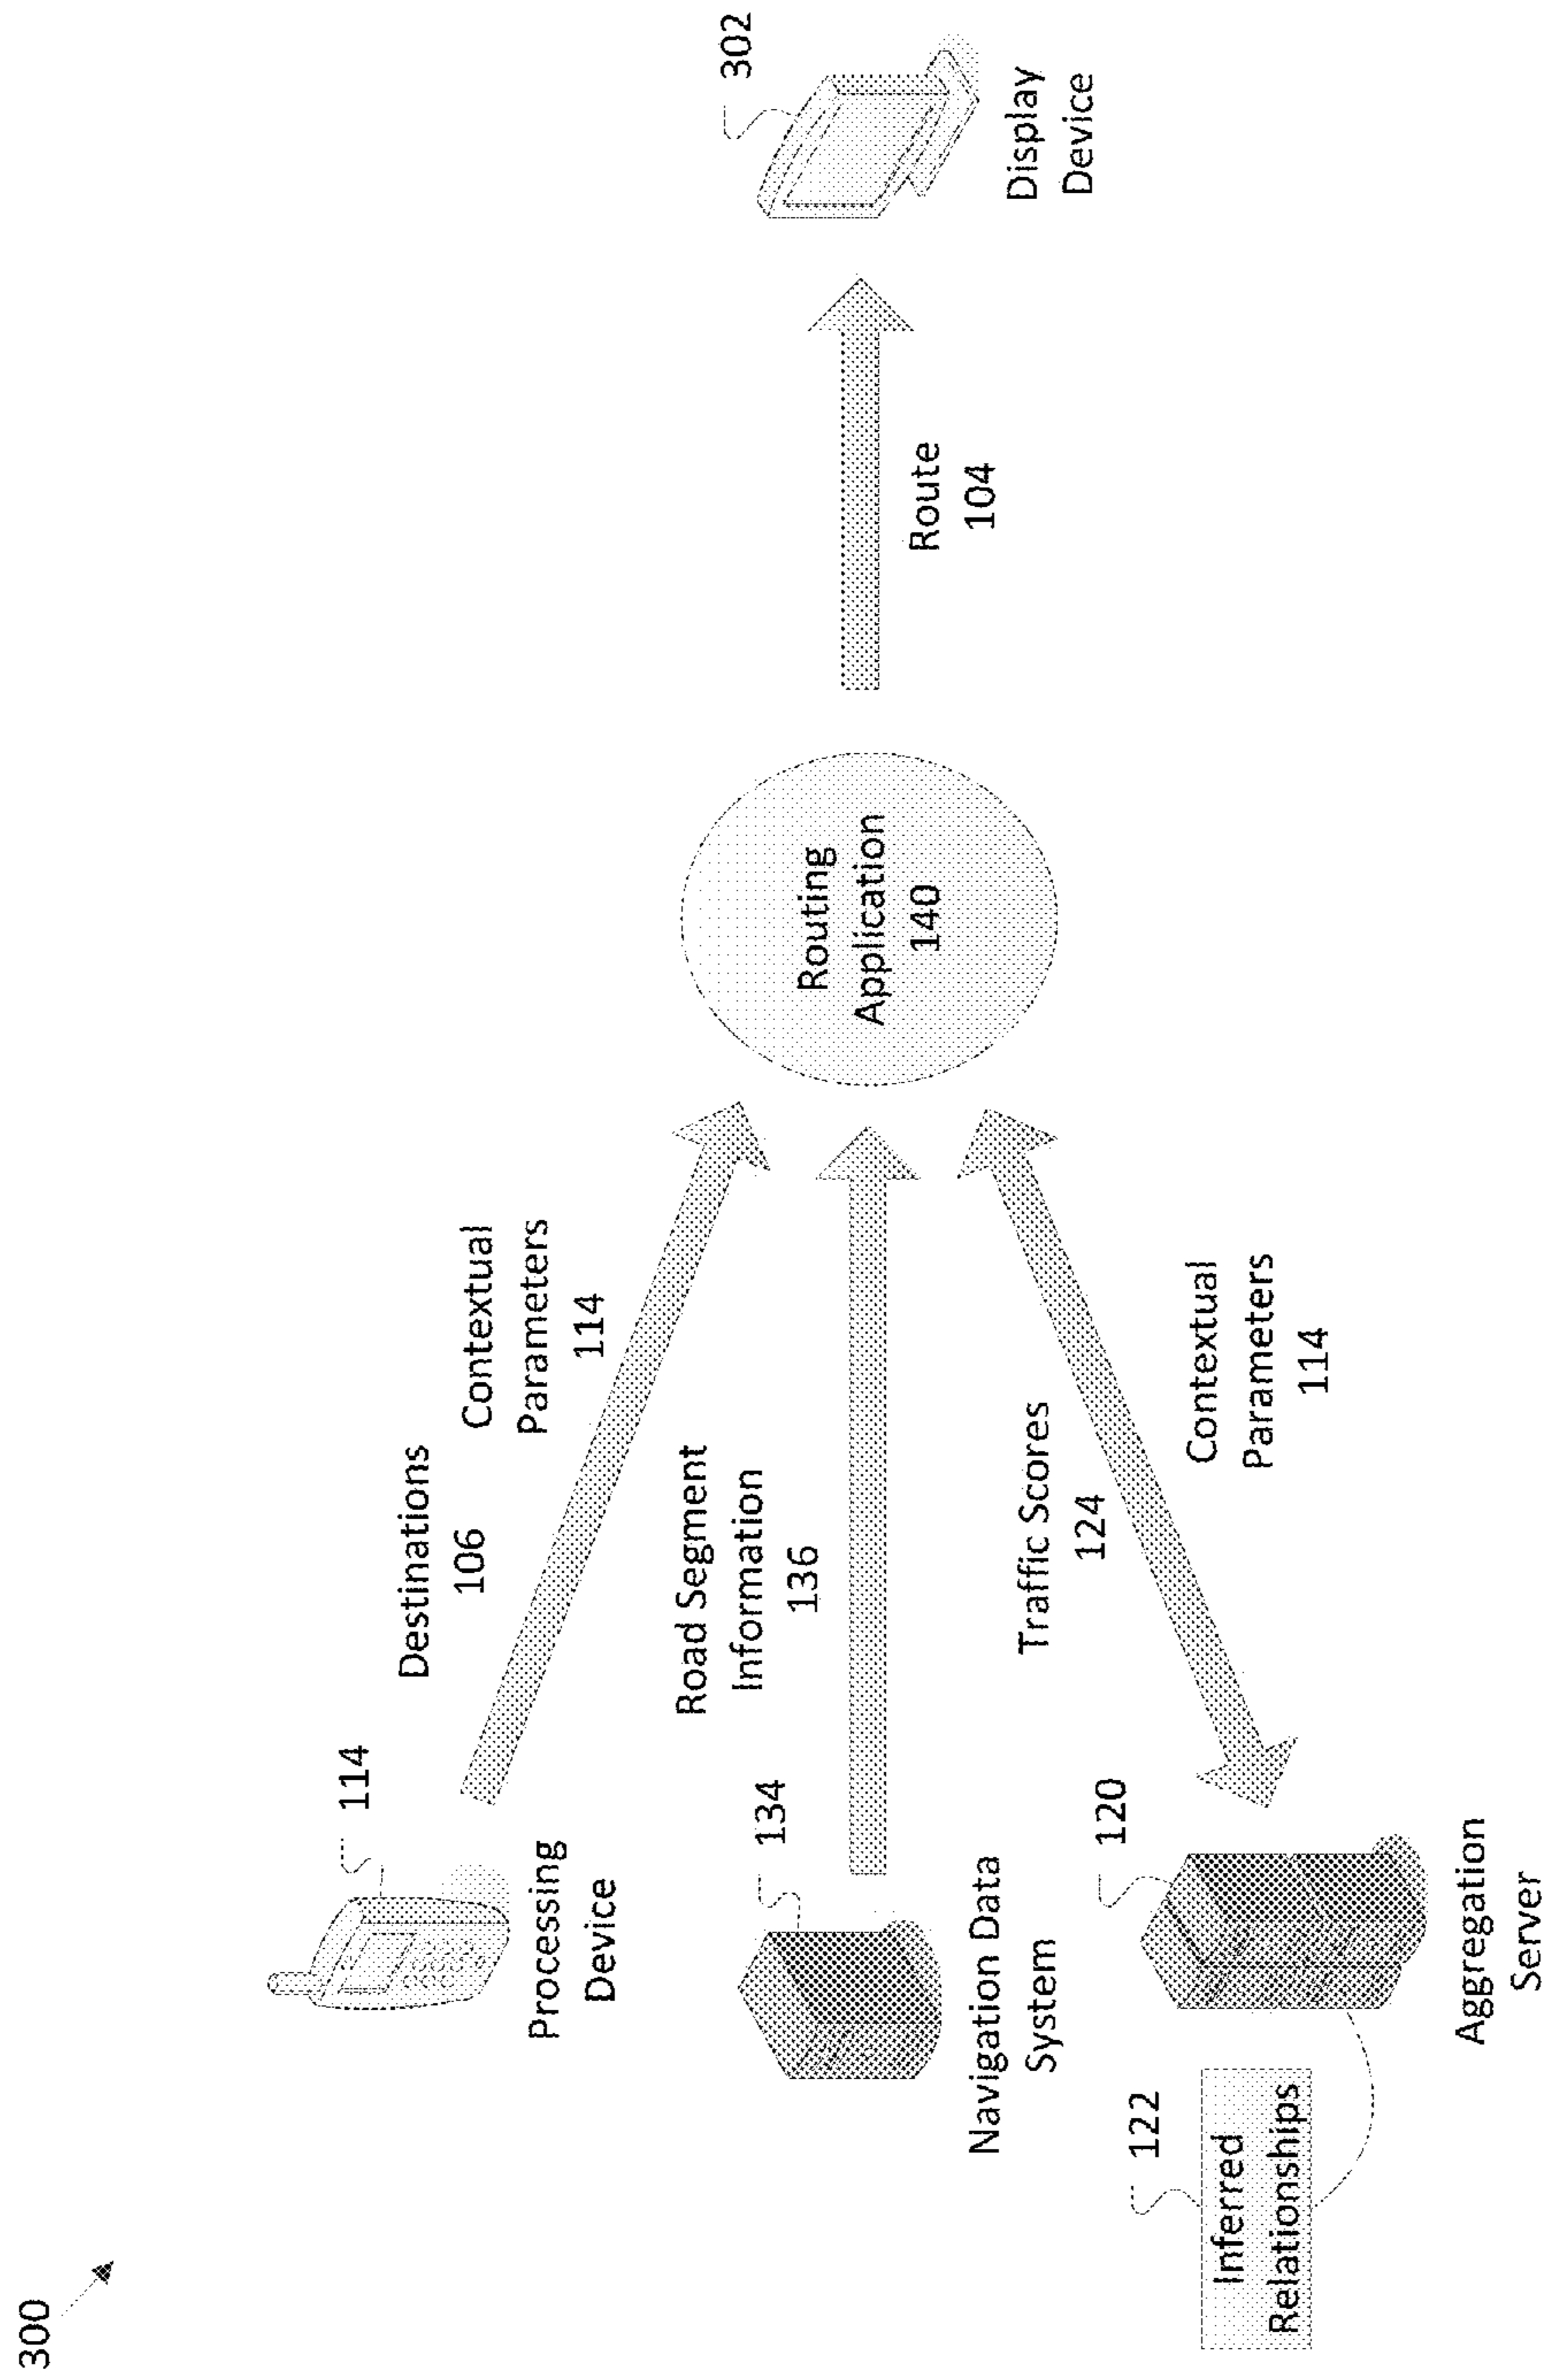 300
114
Processing
Device
Destinations
106
Contextual
Parameters
114
134
Navigation Data
System
Road Segment
Information
136
122
Inferred
Relationships
120
Aggregation
Server
Traffic Scores
124
Contextual
Parameters
114
Routing
Application
140
Route
104
302
Display
Device